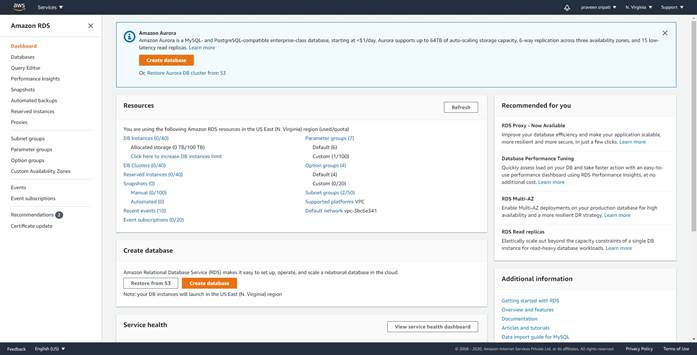 aws
Services
praveen sripati
N. Virginia
Support
Amazon RDS
Dashboard
Databases
Query Editor
Performance Insights
Snapshots
Automated backups
Reserved instances
Proxies
Subnet groups
Parameter groups
Option groups
Custom Availability Zones
Events
Event subscriptions
Recommendations 2
Certificate update
Amazon Aurora
Amazon Aurora is a MySQL- and PostgreSQL-compatible enterprise-class database, starting at <$1/day. Aurora supports up to 64TB of auto-scaling storage capacity, 6-way replication across three availability zones, and 15 low-
latency read replicas. Learn more
Create database
Or, Restore Aurora DB cluster from S3
Resources
Refresh
You are using the following Amazon RDS resources in the US East (N. Virginia) region (used/quota)
DB Instances (0/40)
Allocated storage (0 TB/100 TB)
Click here to increase DB instances limit
DB Clusters (0/40)
Reserved instances (0/40)
Snapshots (0)
Manual (0/100)
Automated (0)
Recent events (10)
Event subscriptions (0/20)
Parameter groups (7)
Default (6)
Custom (1/100)
Option groups (4)
Default (4)
Custom (0/20)
Subnet groups (2/50)
Supported platforms VPC
Default network vpc-3bc6e341
Create database
Amazon Relational Database Service (RDS) makes it easy to set up, operate, and scale a relational database in the cloud.
Restore from S3
Create database
Note: your DB instances will launch in the US East (N. Virginia) region
Service health
View service health dashboard
Recommended for you
RDS Proxy - Now Available
Improve your database efficiency and make your application scalable,
more resilient and more secure, in just a few clicks. Learn more
Database Performance Tuning
Quickly assess load on your DB and take faster action with an easy-to-
use performance dashboard using RDS Performance Insights, at no
additional cost. Learn more
RDS Multi-AZ
Enable Multi-AZ deployments on your production database for high
availability and a more resilient DR strategy. Learn more
RDS Read replicas
Elastically scale out beyond the capacity constraints of a single DB
instance for read-heavy database workloads. Learn more
Additional information
Getting started with RDS
Overview and features
Documentation
Articles and tutorials
Data import guide for MySQL
Feedback
English (US)
© 2008 - 2020, Amazon Internet Services Private Ltd. or its affiliates. All rights reserved.
Privacy Policy
Terms of Use